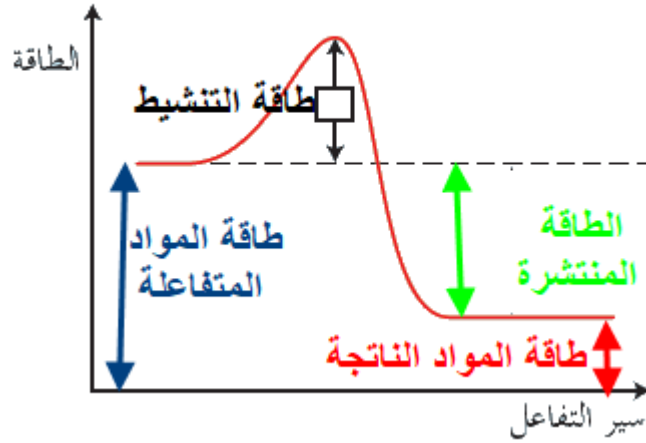 الطاقة
طاقة التنشيط
طاقة المواد
المتفاعلة
الطاقة
المنتشرة
طاقة المواد الناتجة
سير التفاعل